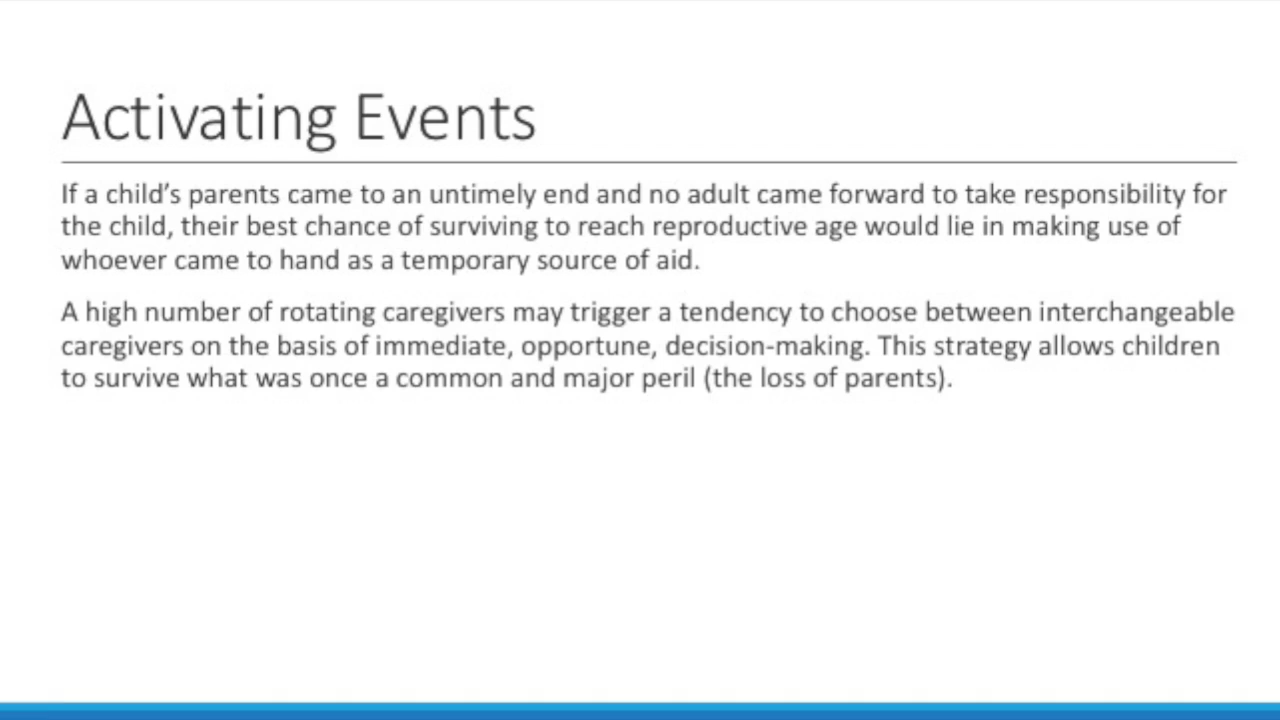 Activating Events
If a child’s parents came to an untimely end and no adult came forward to take responsibility for
the child, their best chance of surviving to reach reproductive age would lie in making use of
whoever came to hand as a temporary source of aid.
A high number of rotating caregivers may trigger a tendency to choose between interchangeable
caregivers on the basis of immediate, opportune, decision-making. This strategy allows children
to survive what was once a common and major peril (the loss of parents).